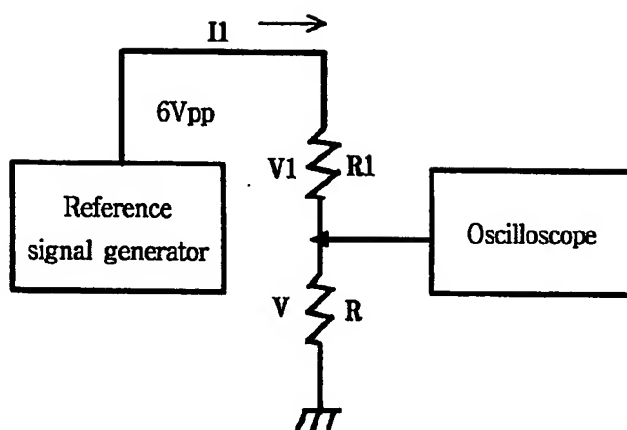 I1
6Vpp
V1 R1
Reference
signal generator
Oscilloscope
V R